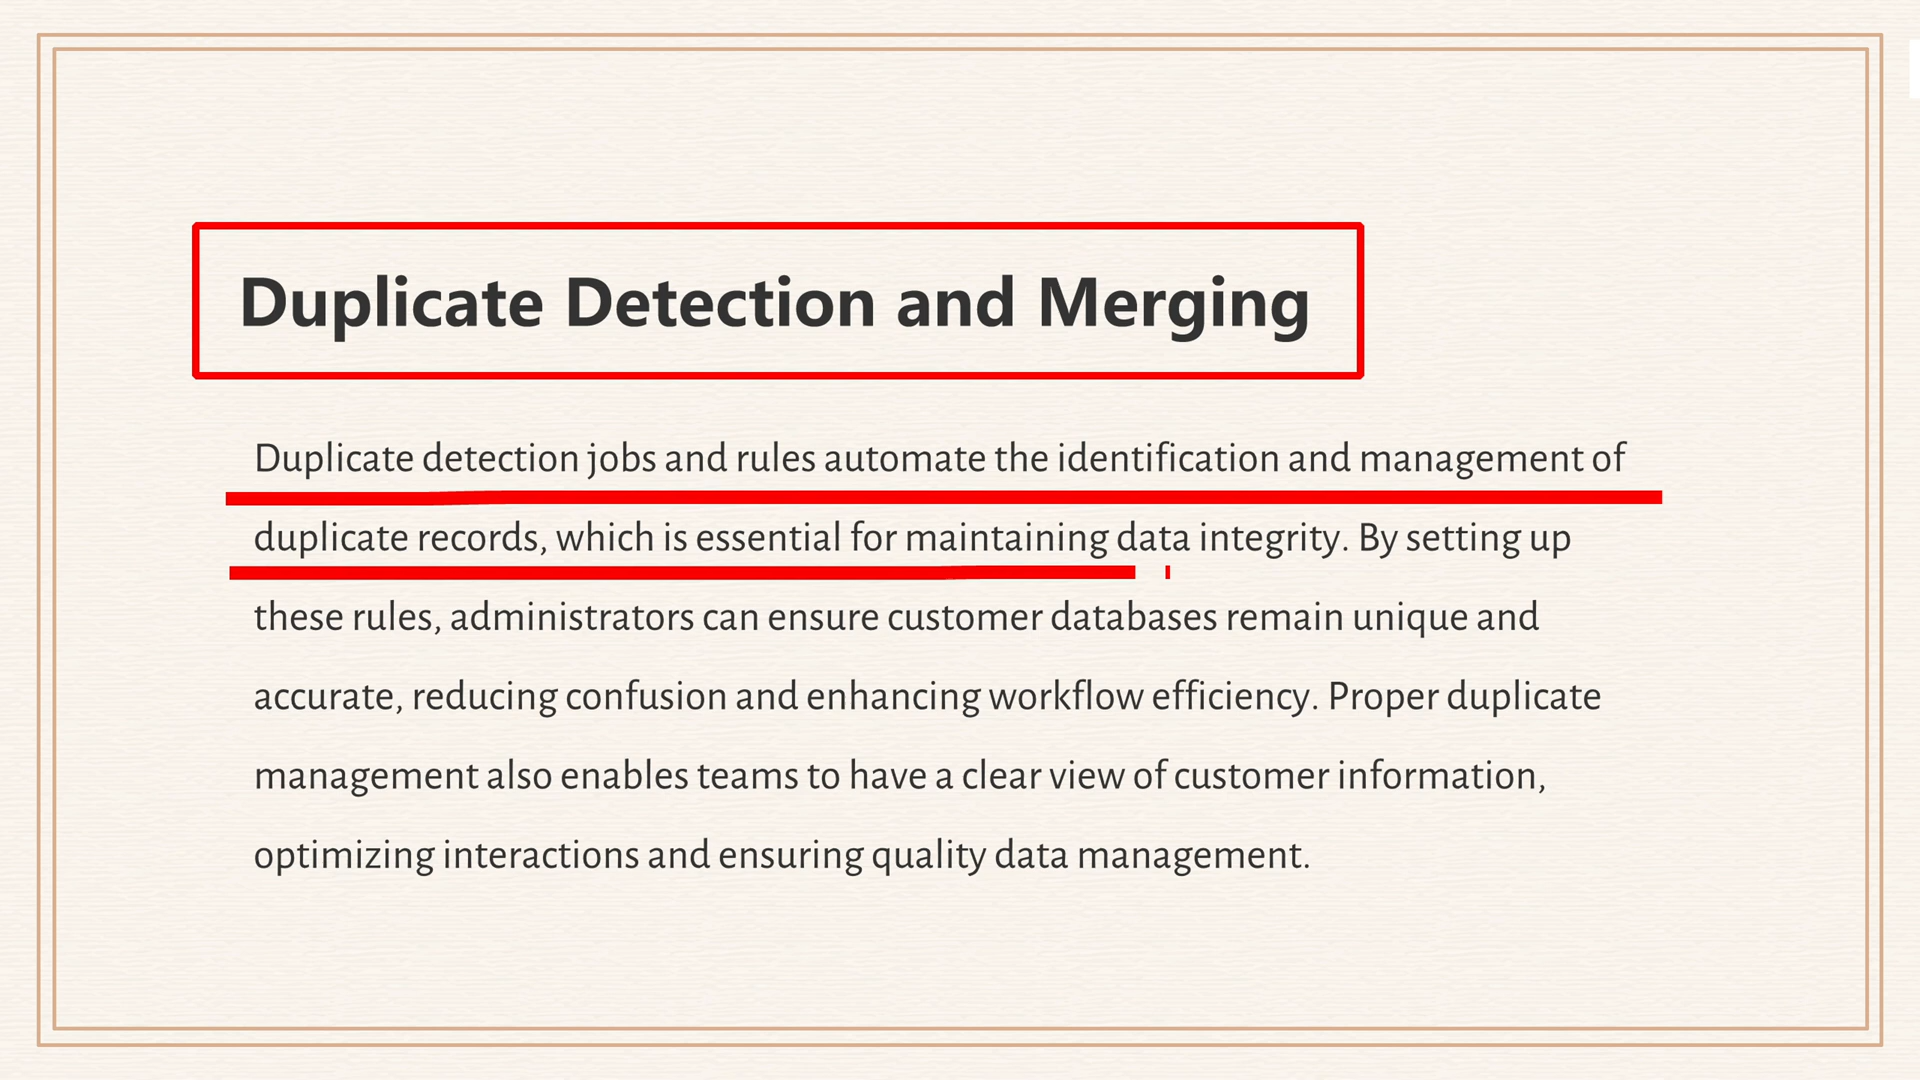 Duplicate Detection and Merging
Duplicate detection jobs and rules automate the identification and management of
duplicate records, which is essential for maintaining data integrity. By setting up
these rules, administrators can ensure customer databases remain unique and
accurate, reducing confusion and enhancing workflow efficiency. Proper duplicate
management also enables teams to have a clear view of customer information,
optimizing interactions and ensuring quality data management.